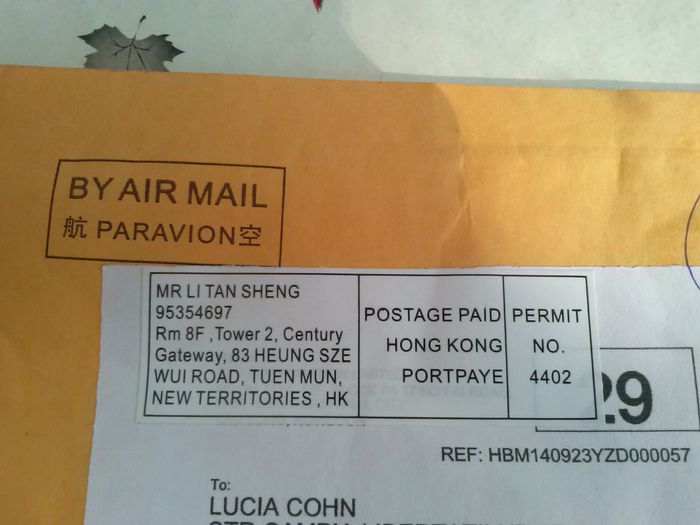 BY AIR MAIL
航 PARAVION 空
MR LI TAN SHENG
95354697
Rm 8F ,Tower 2, Century
Gateway, 83 HEUNG SZE
WUI ROAD, TUEN MUN,
NEW TERRITORIES , HK
POSTAGE PAID
HONG KONG
PORTPAYE
PERMIT
NO.
4402
29
REF: HBM140923YZD000057
To:
LUCIA COHN